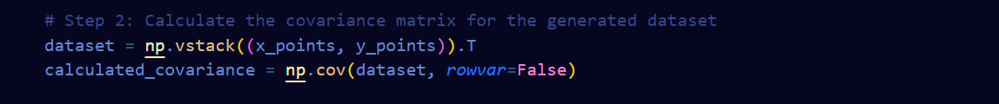 # Step 2: Calculate the covariance matrix for the generated dataset
dataset = np.vstack((x_points, y_points)).T
calculated_covariance = np.cov(dataset, rowvar=False)